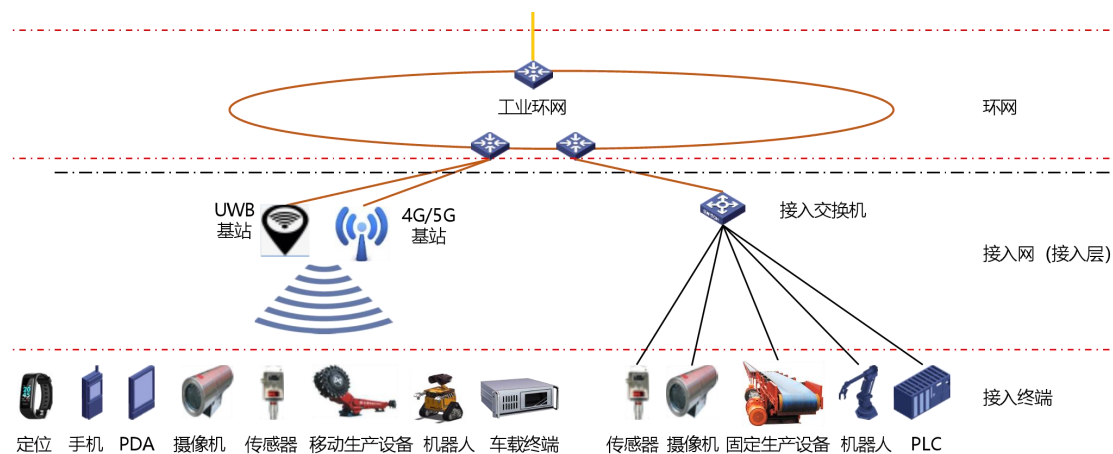 工业环网
环网
UWB
基站
4G/5G
基站
接入交换机
接入网（接入层）
接入终端
定位
手机
PDA
摄像机
传感器
移动生产设备
机器人
车载终端
传感器
摄像机
固定生产设备
机器人
PLC